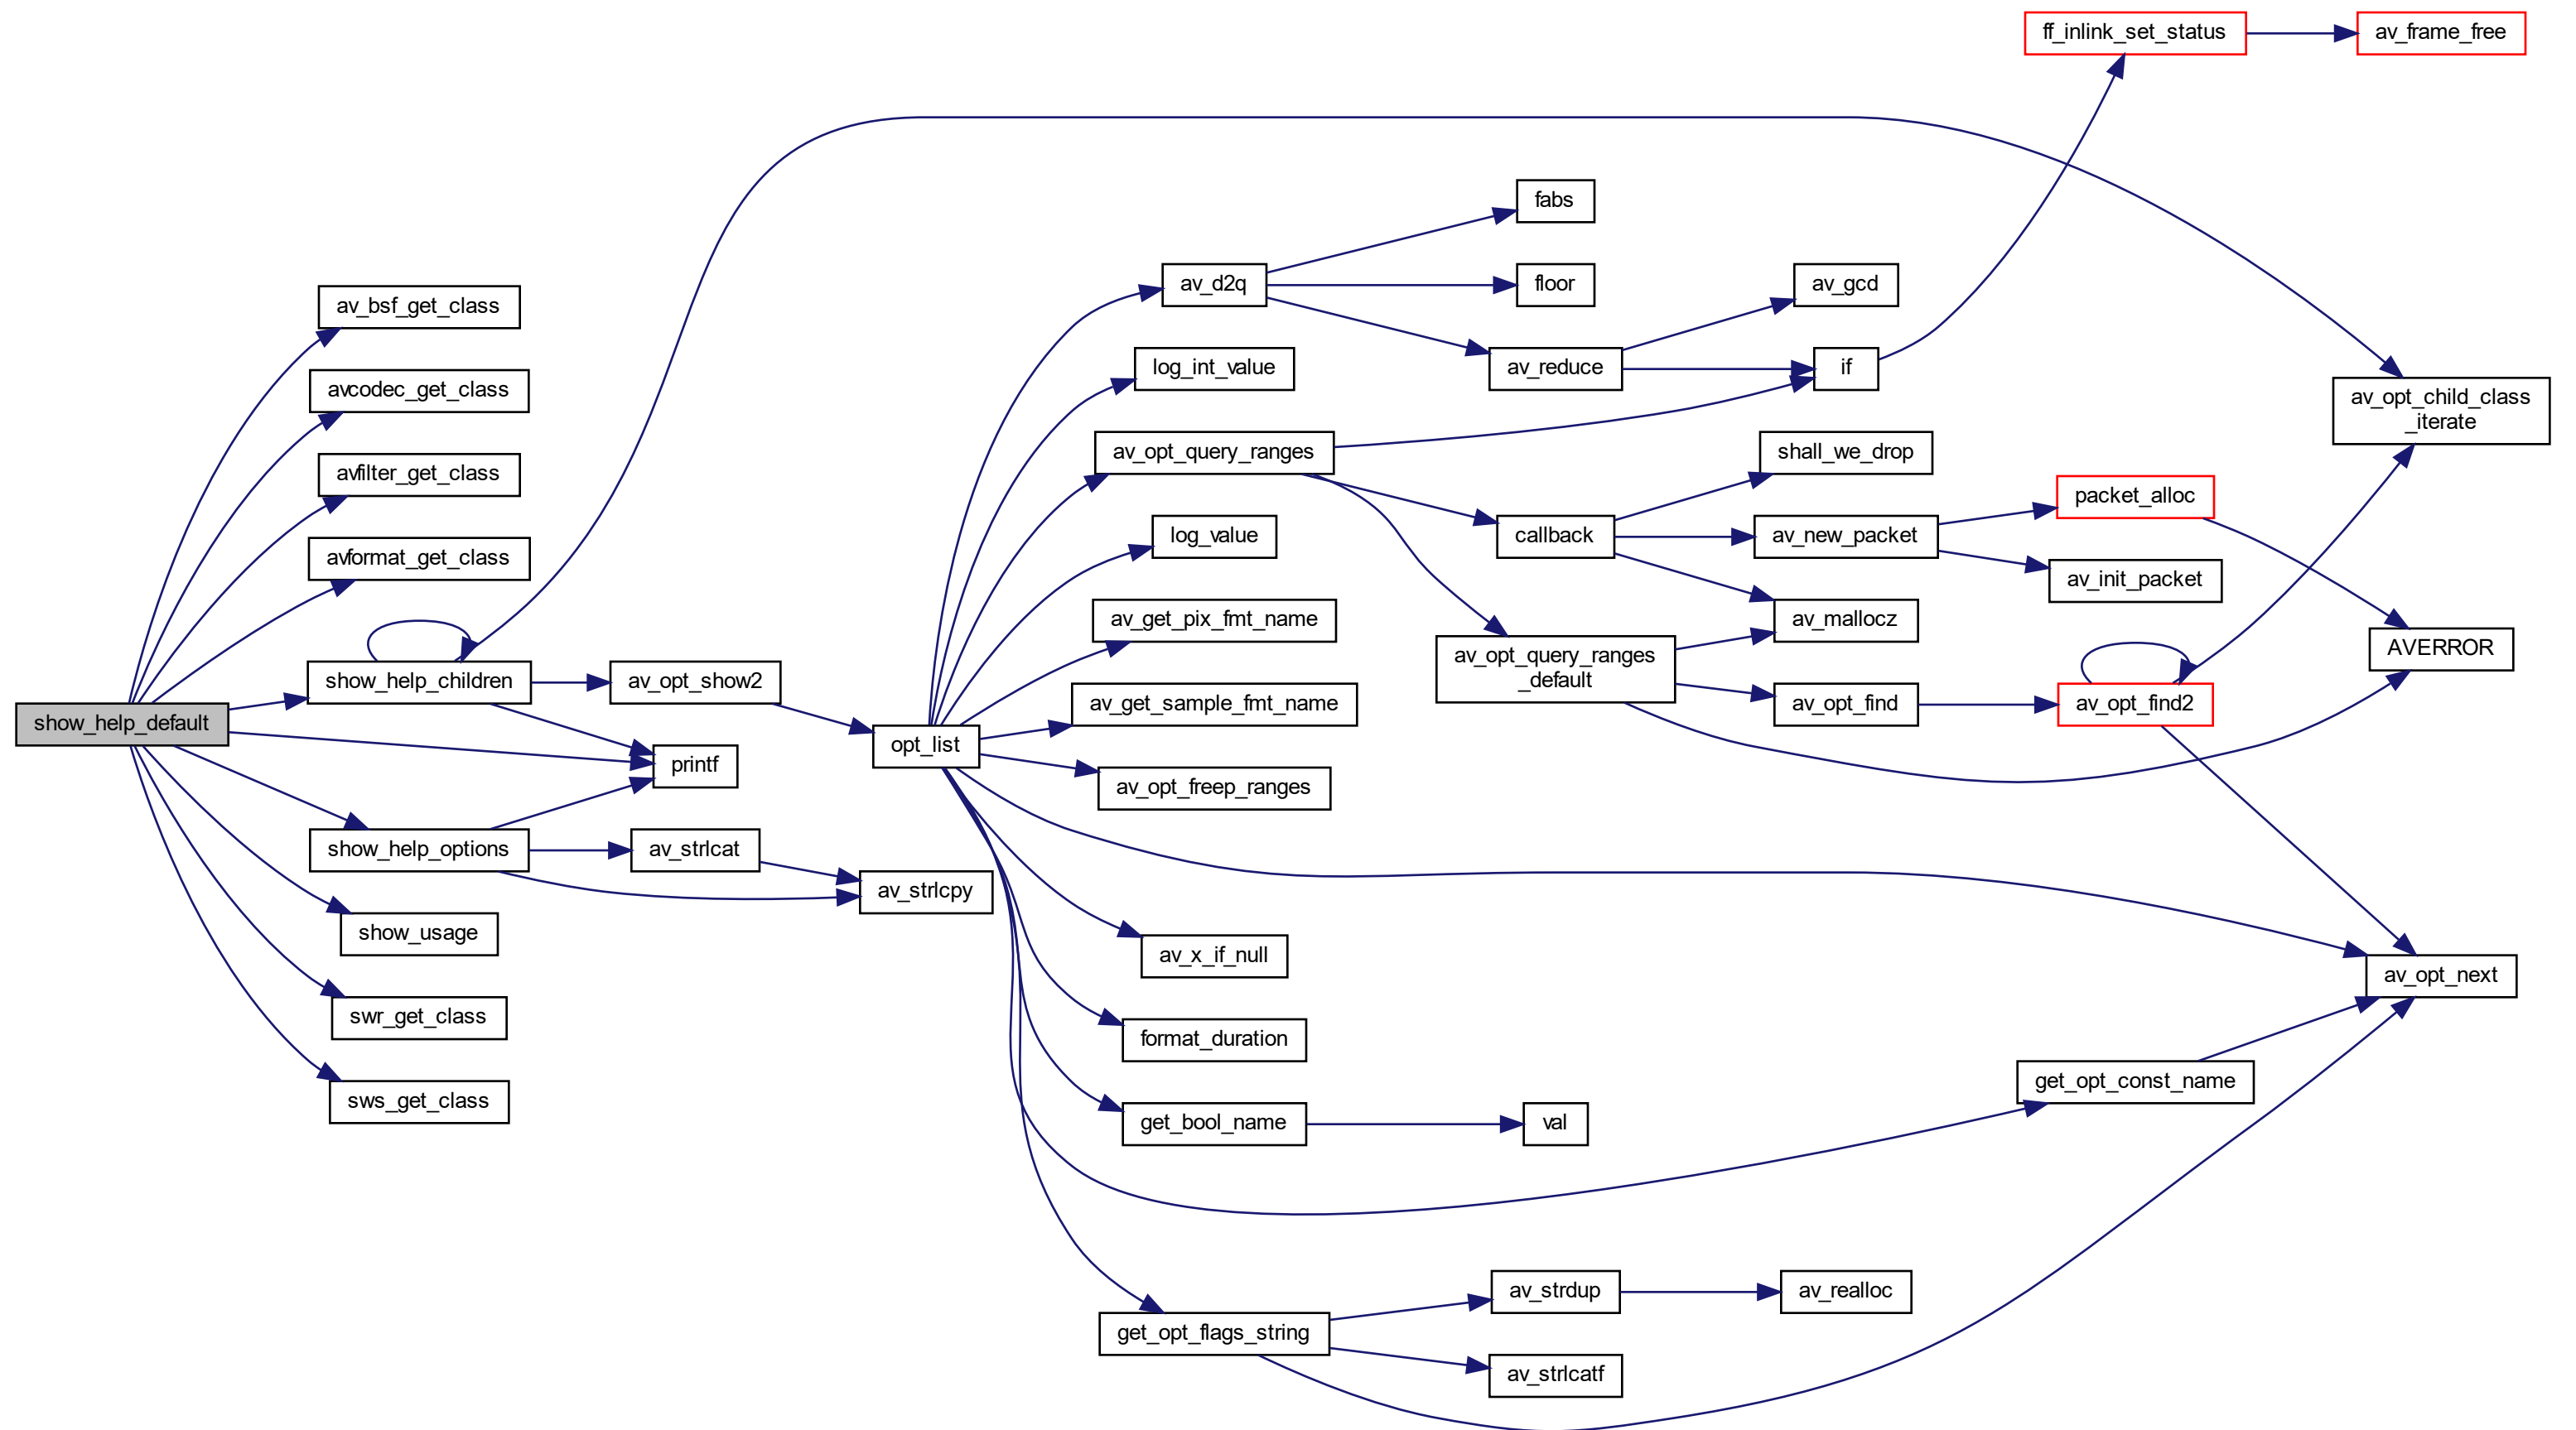 show_help_default
av_bsf_get_class
avcodec_get_class
avfilter_get_class
avformat_get_class
show_help_children
show_help_options
show_usage
swr_get_class
sws_get_class
av_opt_show2
printf
av_strlcat
av_strlcpy
opt_list
av_d2q
log_int_value
av_opt_query_ranges
log_value
av_get_pix_fmt_name
av_get_sample_fmt_name
av_opt_freep_ranges
av_x_if_null
format_duration
get_bool_name
get_opt_flags_string
fabs
floor
av_reduce
callback
av_opt_query_ranges
_default
val
av_strdup
av_strlcatf
av_gcd
if
shall_we_drop
av_new_packet
av_mallocz
av_opt_find
av_realloc
ff_inlink_set_status
packet_alloc
av_init_packet
av_opt_find2
get_opt_const_name
av_frame_free
av_opt_child_class
_iterate
AVERROR
av_opt_next